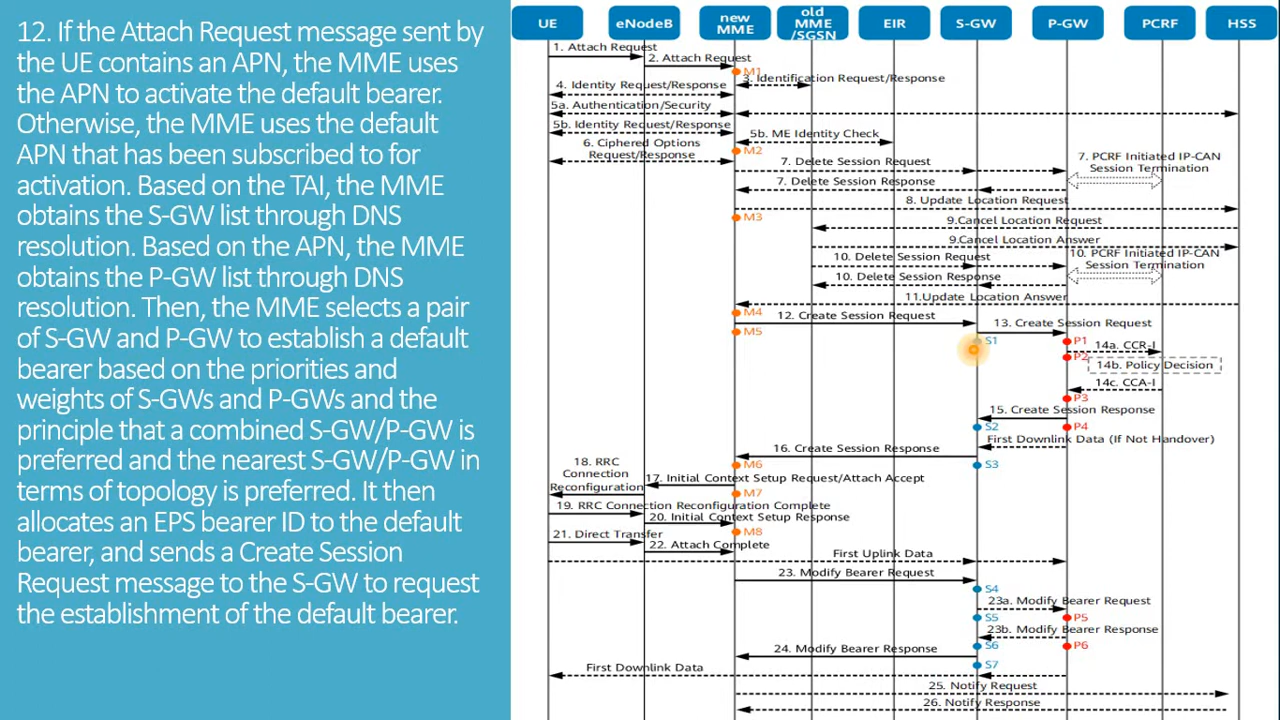 12. If the Attach Request message sent by
the UE contains an APN, the MME uses
the APN to activate the default bearer.
Otherwise, the MME uses the default
APN that has been subscribed to for
activation. Based on the TAI, the MME
obtains the S-GW list through DNS
resolution. Based on the APN, the MME
obtains the P-GW list through DNS
resolution. Then, the MME selects a pair
of S-GW and P-GW to establish a default
bearer based on the priorities and
weights of S-GWs and P-GWs and the
principle that a combined S-GW/P-GW is
preferred and the nearest S-GW/P-GW in
terms of topology is preferred. It then
allocates an EPS bearer ID to the default
bearer, and sends a Create Session
Request message to the S-GW to request
the establishment of the default bearer.
UE
eNodeB
new
MME
old
MME
/SGSN
EIR
S-GW
P-GW
PCRF
HSS
1. Attach Request
2. Attach Request
M1
3. Identification Request/Response
4. Identity Request/Response
5a. Authentication/Security
5b. Identity Request/Response
5b. ME Identity Check
6. Ciphered Options
Request/Response
M2
7. Delete Session Request
7. PCRF Initiated IP-CAN
Session Termination
7. Delete Session Response
8. Update Location Request
M3
9.Cancel Location Request
9.Cancel Location Answer
10. Delete Session Request
10. PCRF Initiated IP-CAN
Session Termination
10. Delete Session Response
11.Update Location Answer
M4
12. Create Session Request
13. Create Session Request
M5
S1
P1
14a. CCR-I
P2
14b. Policy Decision
14c. CCA-I
P3
15. Create Session Response
S2
P4
First Downlink Data (If Not Handover)
16. Create Session Response
M6
S3
18. RRC
Connection
Reconfiguration
17. Initial Context Setup Request/Attach Accept
M7
19. RRC Connection Reconfiguration Complete
20. Initial Context Setup Response
M8
21. Direct Transfer
22. Attach Complete
First Uplink Data
23. Modify Bearer Request
S4
23a. Modify Bearer Request
S5
P5
23b. Modify Bearer Response
S6
P6
24. Modify Bearer Response
S7
First Downlink Data
25. Notify Request
26. Notify Response